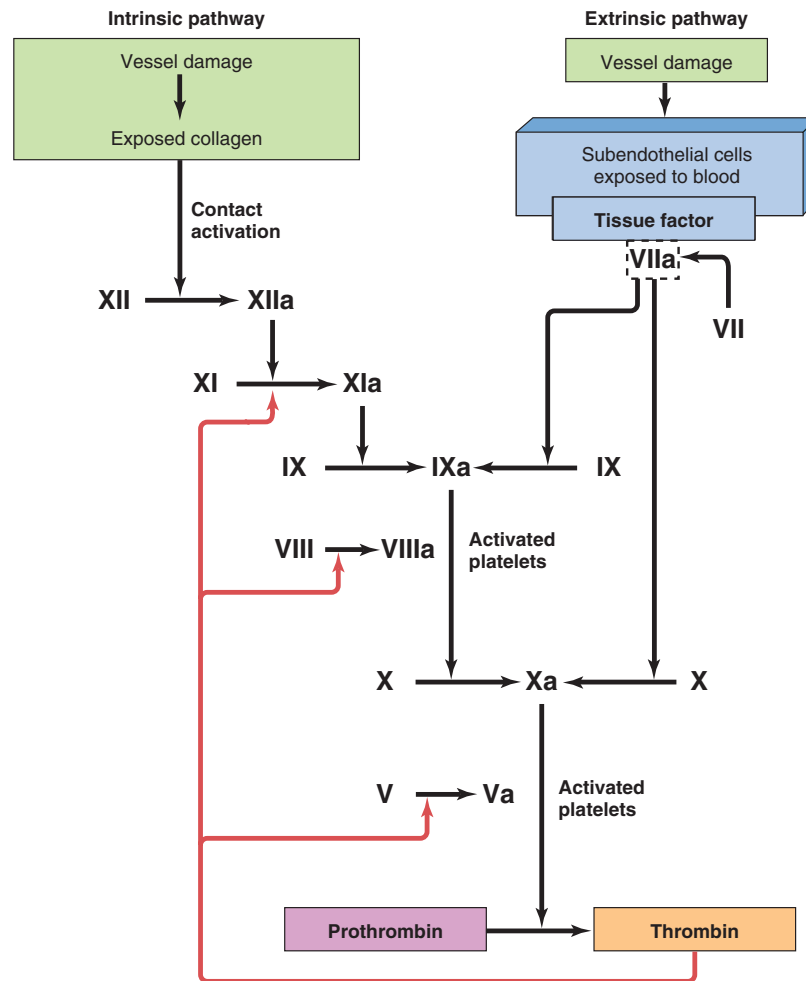 Intrinsic pathway
Extrinsic pathway
Vessel damage
Exposed collagen
Vessel damage
Subendothelial cells
exposed to blood
Tissue factor
Contact
activation
VIIa
VII
XII
XIIa
XI
XIa
IX
IXa
IX
VIII
VIIIa
Activated
platelets
X
Xa
X
V
Va
Activated
platelets
Prothrombin
Thrombin